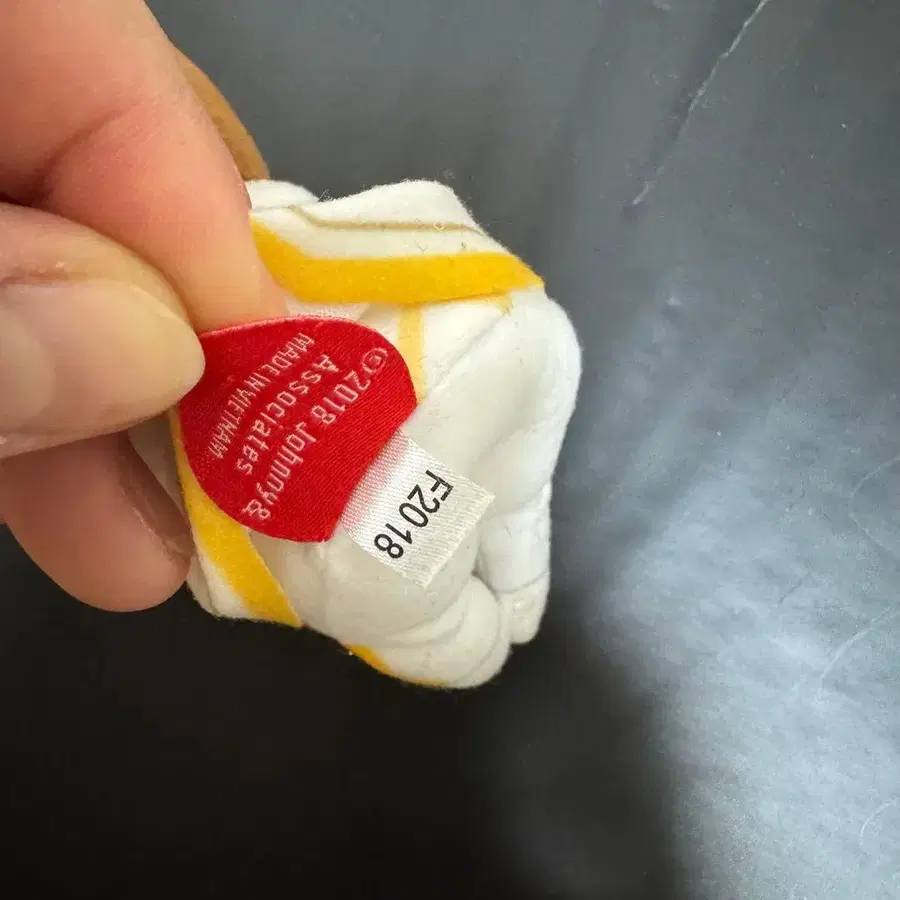 ©2018 Johnny&
Associates
MADE IN VIETNAM
F2018